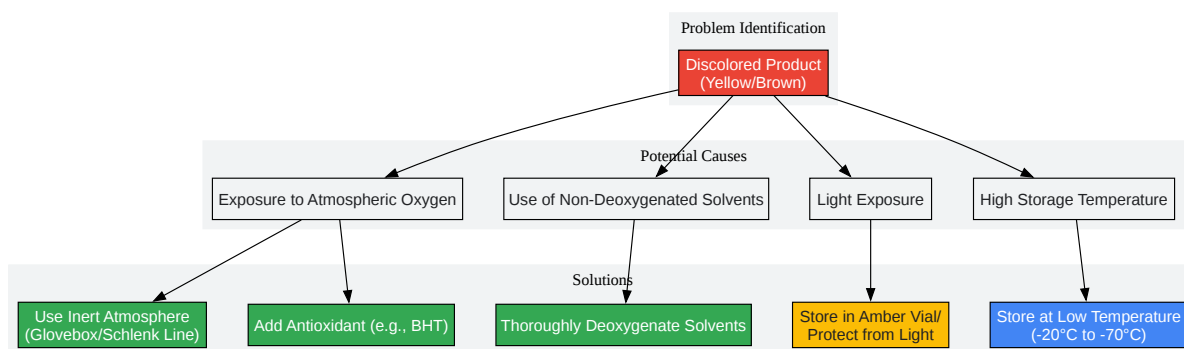 Problem Identification
Discolored Product
(Yellow/Brown)
Potential Causes
Exposure to Atmospheric Oxygen
Use of Non-Deoxygenated Solvents
Light Exposure
High Storage Temperature
Solutions
Use Inert Atmosphere
(Glovebox/Schlenk Line)
Add Antioxidant (e.g., BHT)
Thoroughly Deoxygenate Solvents
Store in Amber Vial/
Protect from Light
Store at Low Temperature
(-20°C to -70°C)